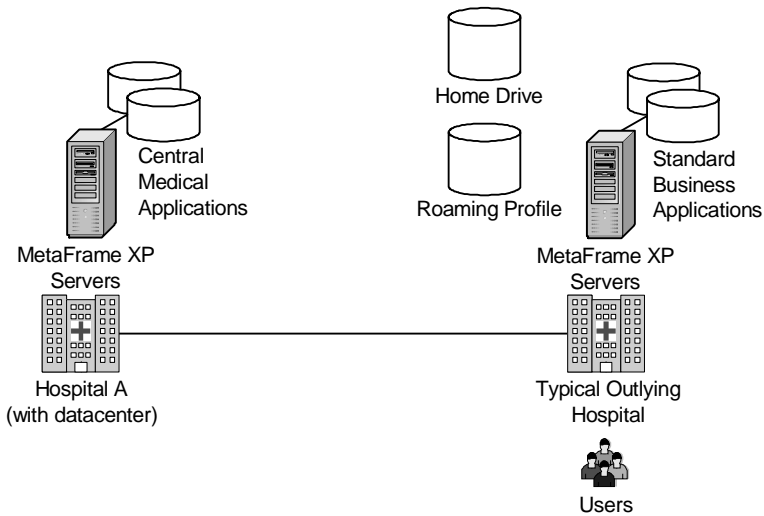 Home Drive
Central
Medical
Applications
Roaming Profile
Standard
Business
Applications
MetaFrame XP
Servers
MetaFrame XP
Servers
Hospital A
(with datacenter)
Typical Outlying
Hospital
Users